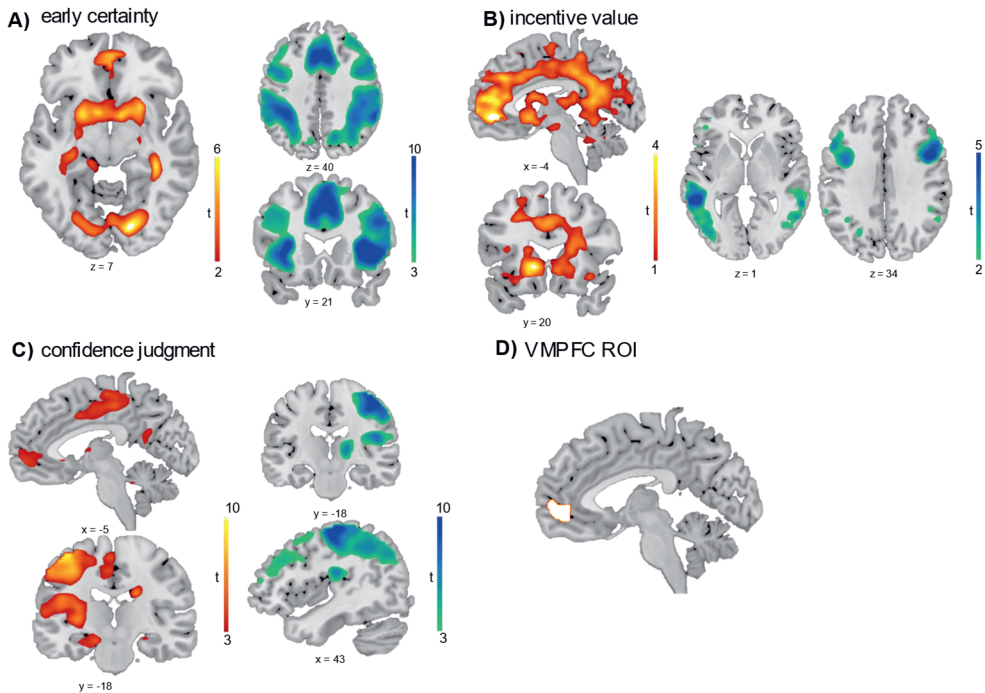 A) early certainty
z = 7
6
t
2
z = 40
y = 21
10
t
3
B) incentive value
x = -4
y = 20
4
t
1
z = 1
z = 34
5
t
2
C) confidence judgment
x = -5
y = -18
10
t
3
y = -18
x = 43
10
t
3
D) VMPFC ROI